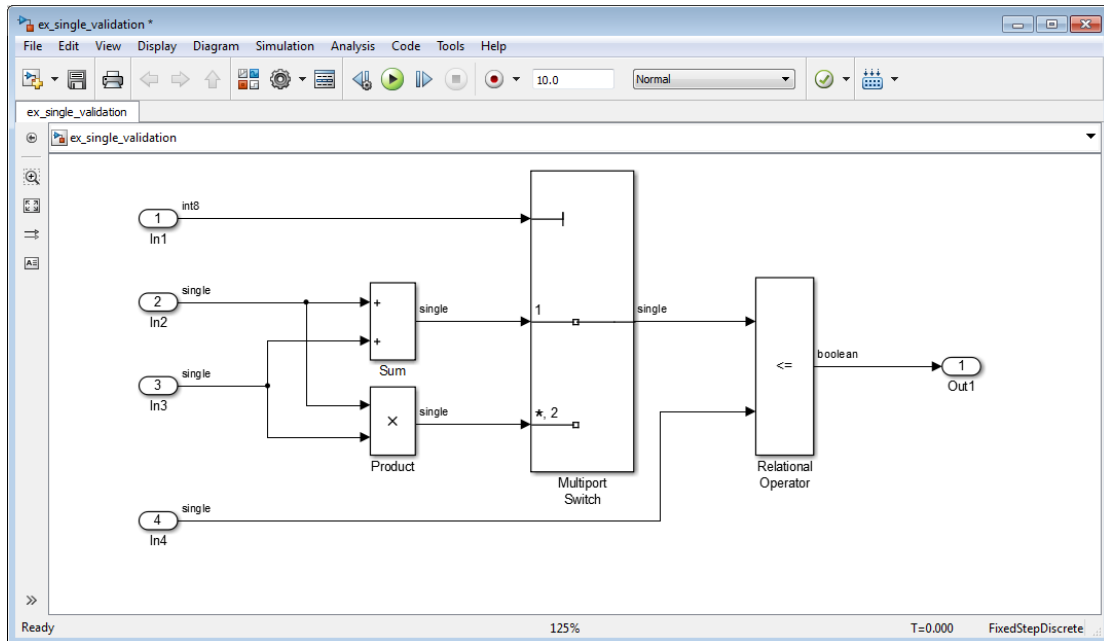 ex_single_validation *
File Edit View Display Diagram Simulation Analysis Code Tools Help
10.0 Normal
ex_single_validation
ex_single_validation
1 int8
In1
2 single
In2
3 single
In3
4 single
In4
+
+
single
Sum
×
single
Product
1
*, 2
single
Multiport
Switch
<=
boolean
Relational
Operator
1
Out1
Ready 125% T=0.000 FixedStepDiscrete